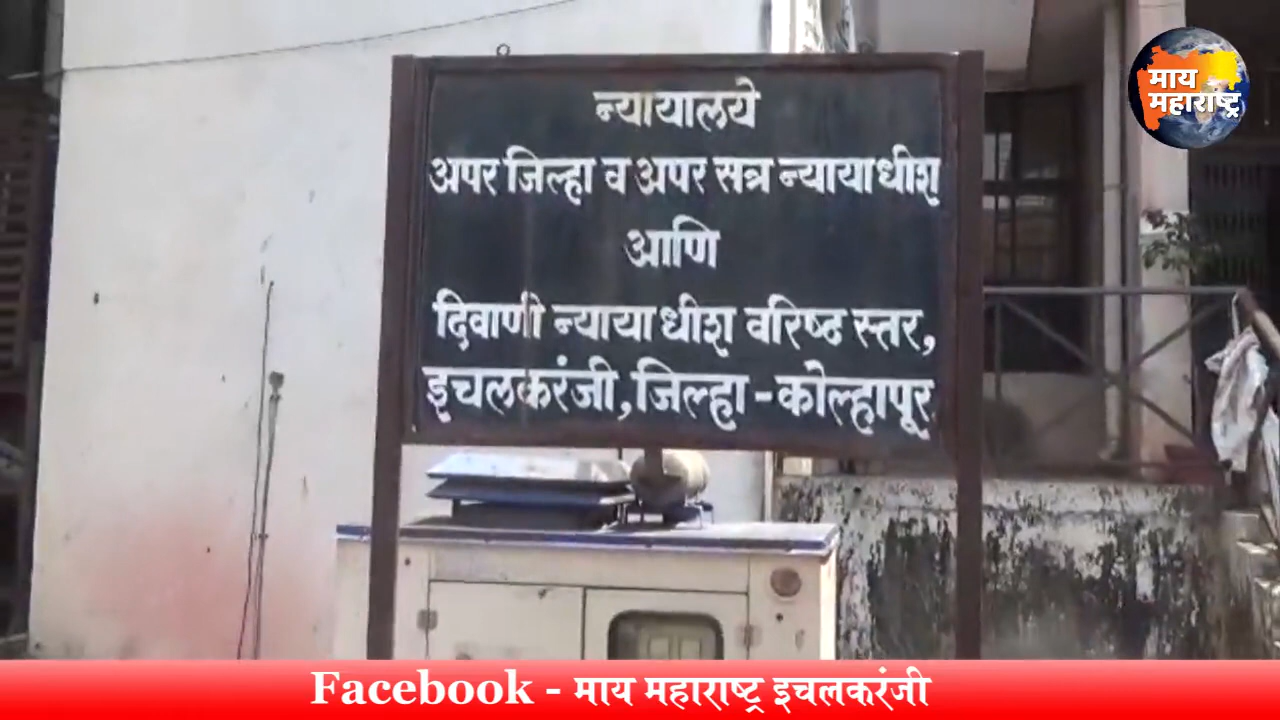 माय
महाराष्ट्र
न्यायालये
अपर जिल्हा व अपर सत्र न्यायाधीश
आणि
दिवाणी न्यायाधीश वरिष्ठ स्तर,
इचलकरंजी, जिल्हा - कोल्हापूर
Facebook - माय महाराष्ट्र इचलकरंजी